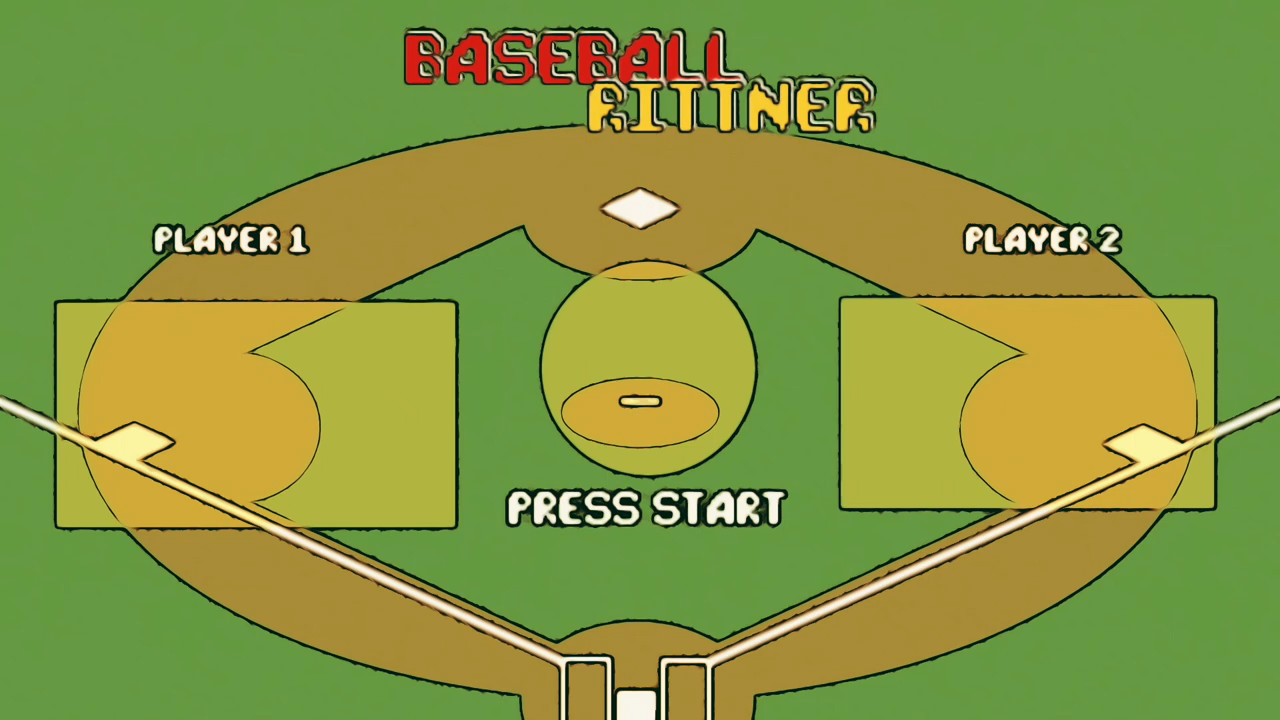 BASEBALL
RITTNER
PLAYER 1
PLAYER 2
PRESS START